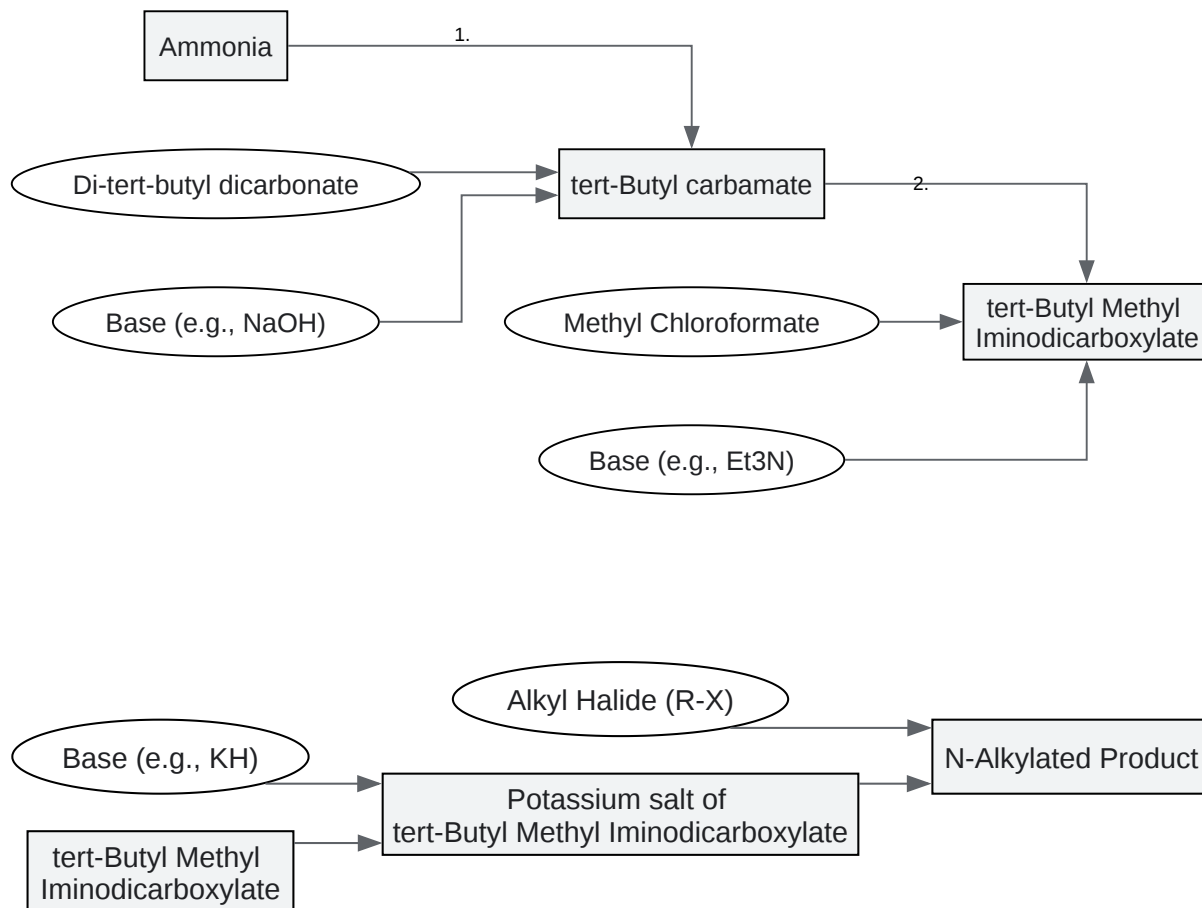 Ammonia
1.
Di-tert-butyl dicarbonate
tert-Butyl carbamate
2.
Base (e.g., NaOH)
Methyl Chloroformate
tert-Butyl Methyl
Iminodicarboxylate
Base (e.g., Et3N)
Alkyl Halide (R-X)
Base (e.g., KH)
N-Alkylated Product
Potassium salt of
tert-Butyl Methyl Iminodicarboxylate
tert-Butyl Methyl
Iminodicarboxylate